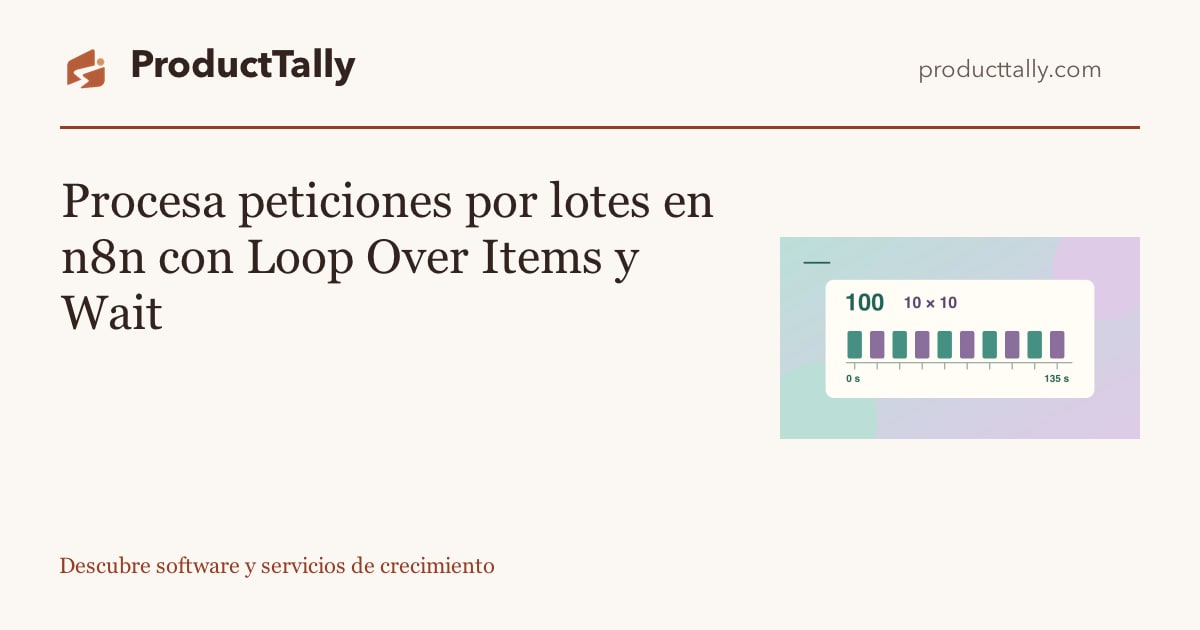 ProductTally
producttally.com
Procesa peticiones por lotes en
n8n con Loop Over Items y
Wait
100 10 × 10
0 s 135 s
Descubre software y servicios de crecimiento